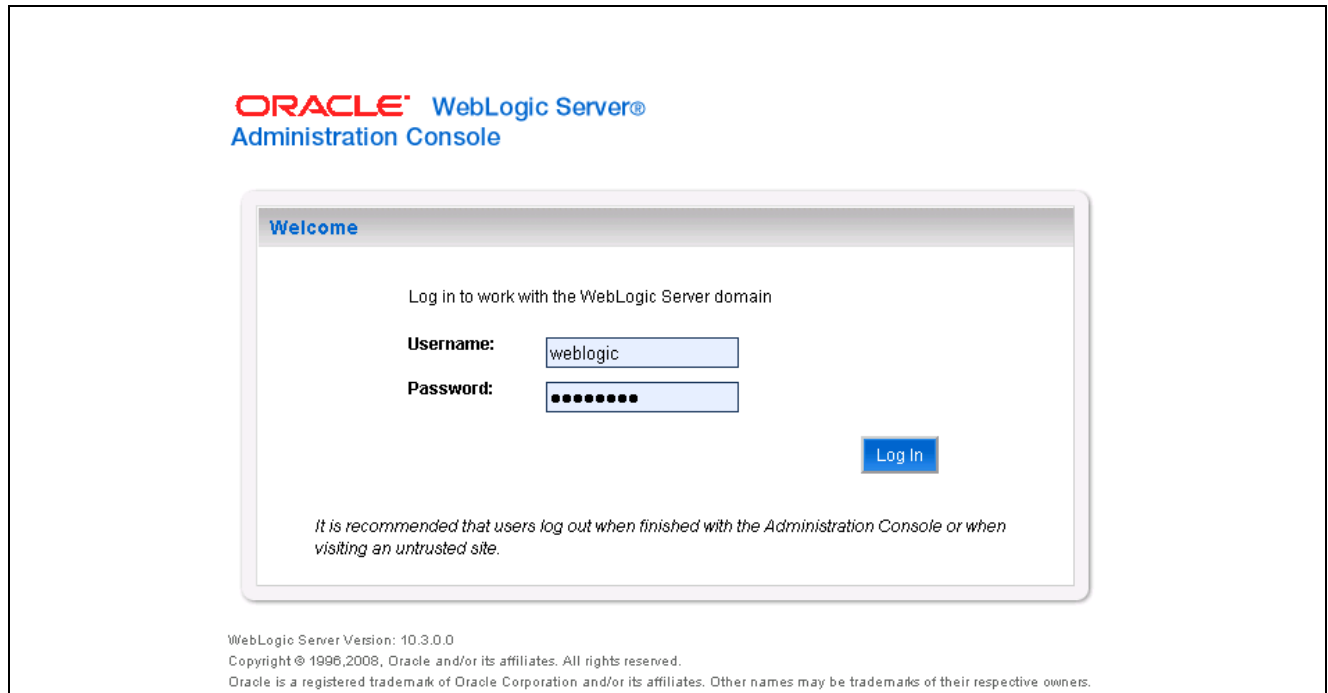 ORACLE WebLogic Server®
Administration Console
Welcome
Log in to work with the WebLogic Server domain
Username:
weblogic
Password:
●●●●●●●●
Log In
It is recommended that users log out when finished with the Administration Console or when
visiting an untrusted site.
WebLogic Server Version: 10.3.0.0
Copyright © 1996,2008, Oracle and/or its affiliates. All rights reserved.
Oracle is a registered trademark of Oracle Corporation and/or its affiliates. Other names may be trademarks of their respective owners.